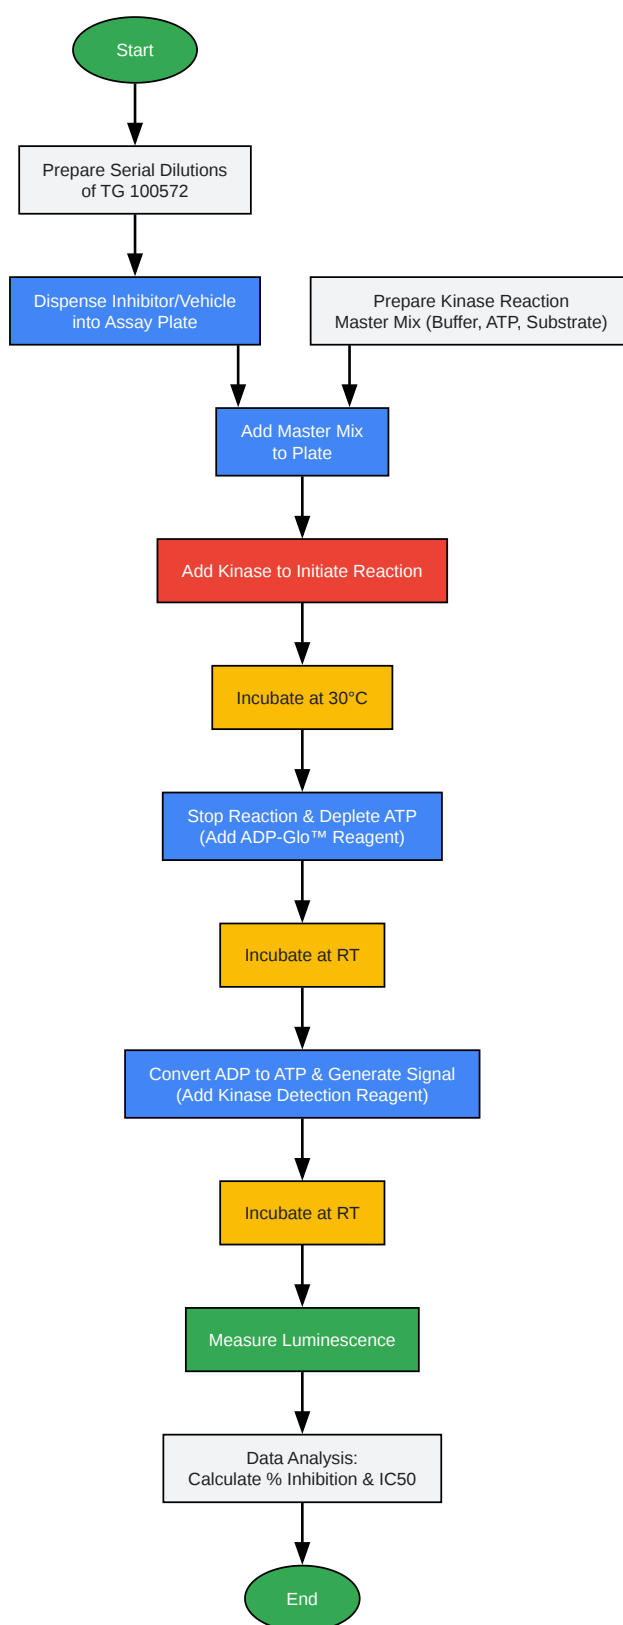 Start
Prepare Serial Dilutions
of TG 100572
Dispense Inhibitor/Vehicle
into Assay Plate
Prepare Kinase Reaction
Master Mix (Buffer, ATP, Substrate)
Add Master Mix
to Plate
Add Kinase to Initiate Reaction
Incubate at 30°C
Stop Reaction & Deplete ATP
(Add ADP-Glo™ Reagent)
Incubate at RT
Convert ADP to ATP & Generate Signal
(Add Kinase Detection Reagent)
Incubate at RT
Measure Luminescence
Data Analysis:
Calculate % Inhibition & IC50
End